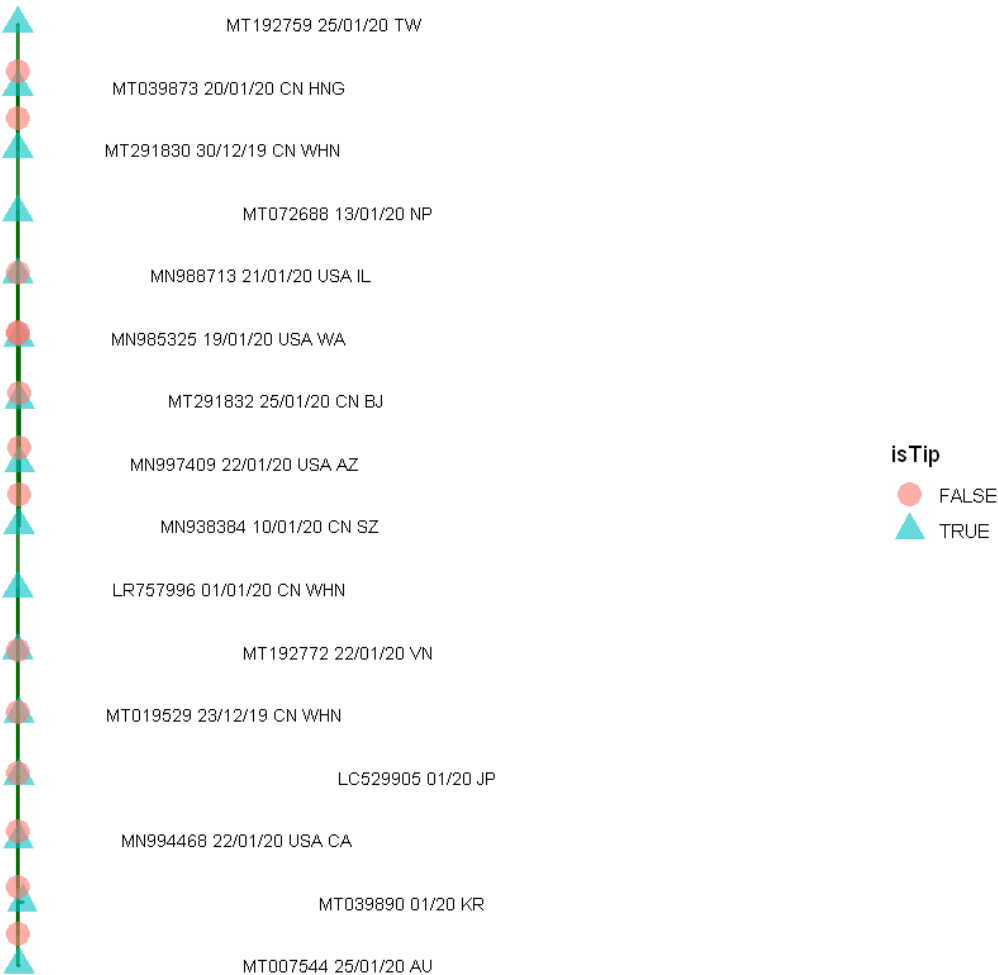 MT192759 25/01/20 TW
MT039873 20/01/20 CN HNG
MT291830 30/12/19 CN WHN
MT072688 13/01/20 NP
MN988713 21/01/20 USA IL
MN985325 19/01/20 USA WA
MT291832 25/01/20 CN BJ
MN997409 22/01/20 USA AZ
MN938384 10/01/20 CN SZ
LR757996 01/01/20 CN WHN
MT192772 22/01/20 VN
MT019529 23/12/19 CN WHN
LC529905 01/20 JP
MN994468 22/01/20 USA CA
MT039890 01/20 KR
MT007544 25/01/20 AU
isTip
FALSE
TRUE